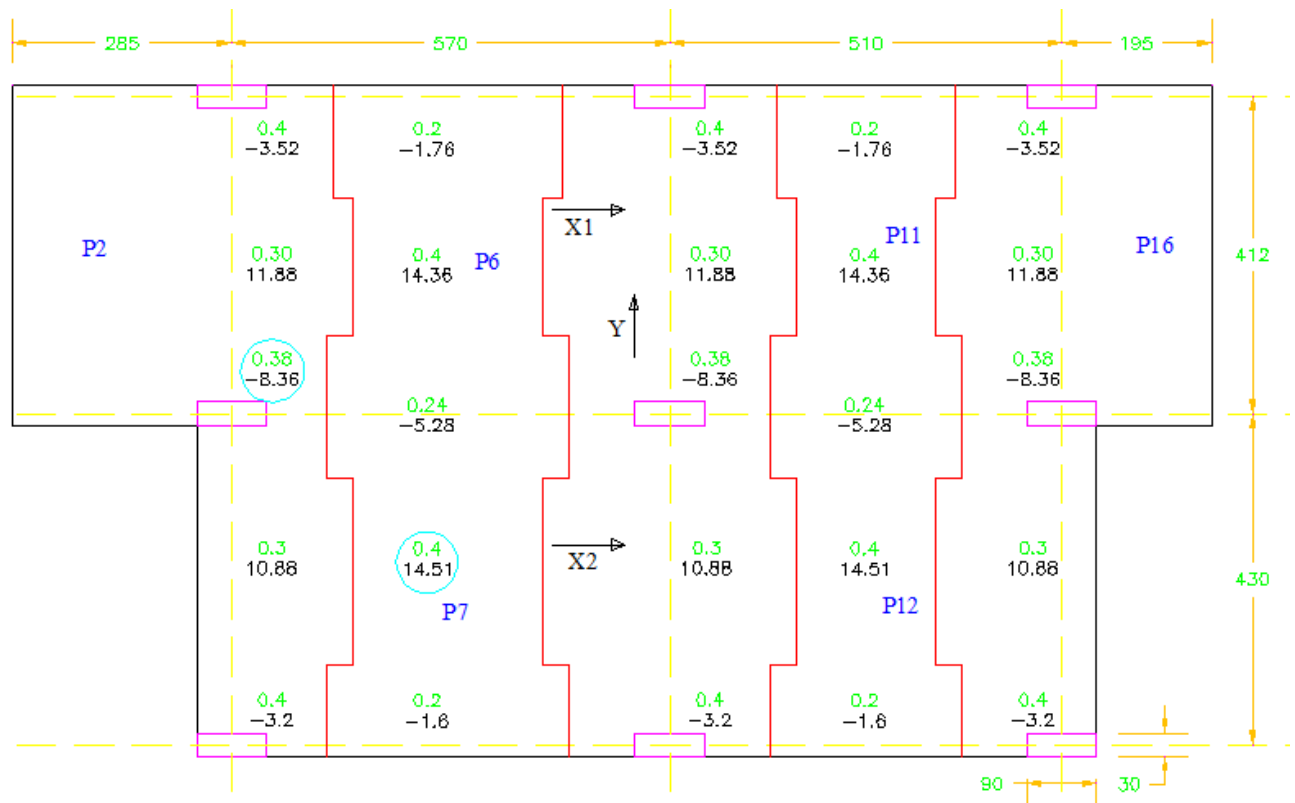 285 570 510 195
0.4 0.2 0.4 0.2 0.4
-3.52 -1.76 -3.52 -1.76 -3.52
X1
P2 P6 P11 P16
0.30 0.4 0.30 0.4 0.30
11.88 14.36 11.88 14.36 11.88
412
Y
0.38 0.38 0.38
-8.36 -8.36 -8.36
0.24 0.24
-5.28 -5.28
0.3 0.4 0.3 0.4 0.3
10.88 14.51 10.88 14.51 10.88
X2
430
P7 P12
0.4 0.2 0.4 0.2 0.4
-3.2 -1.6 -3.2 -1.6 -3.2
90 30